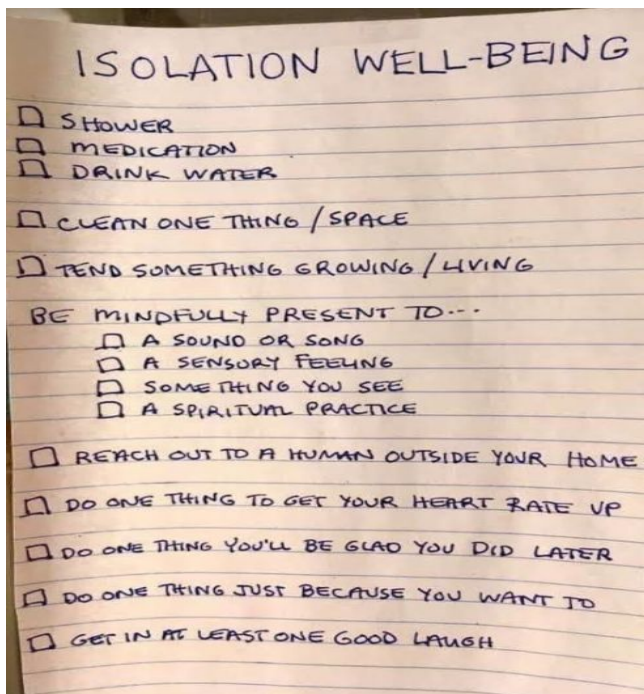 ISOLATION WELL-BEING
SHOWER
MEDICATION
DRINK WATER
CLEAN ONE THING / SPACE
TEND SOMETHING GROWING / LIVING
BE MINDFULLY PRESENT TO...
A SOUND OR SONG
A SENSORY FEELING
SOMETHING YOU SEE
A SPIRITUAL PRACTICE
REACH OUT TO A HUMAN OUTSIDE YOUR HOME
DO ONE THING TO GET YOUR HEART RATE UP
DO ONE THING YOU'LL BE GLAD YOU DID LATER
DO ONE THING JUST BECAUSE YOU WANT TO
GET IN AT LEAST ONE GOOD LAUGH